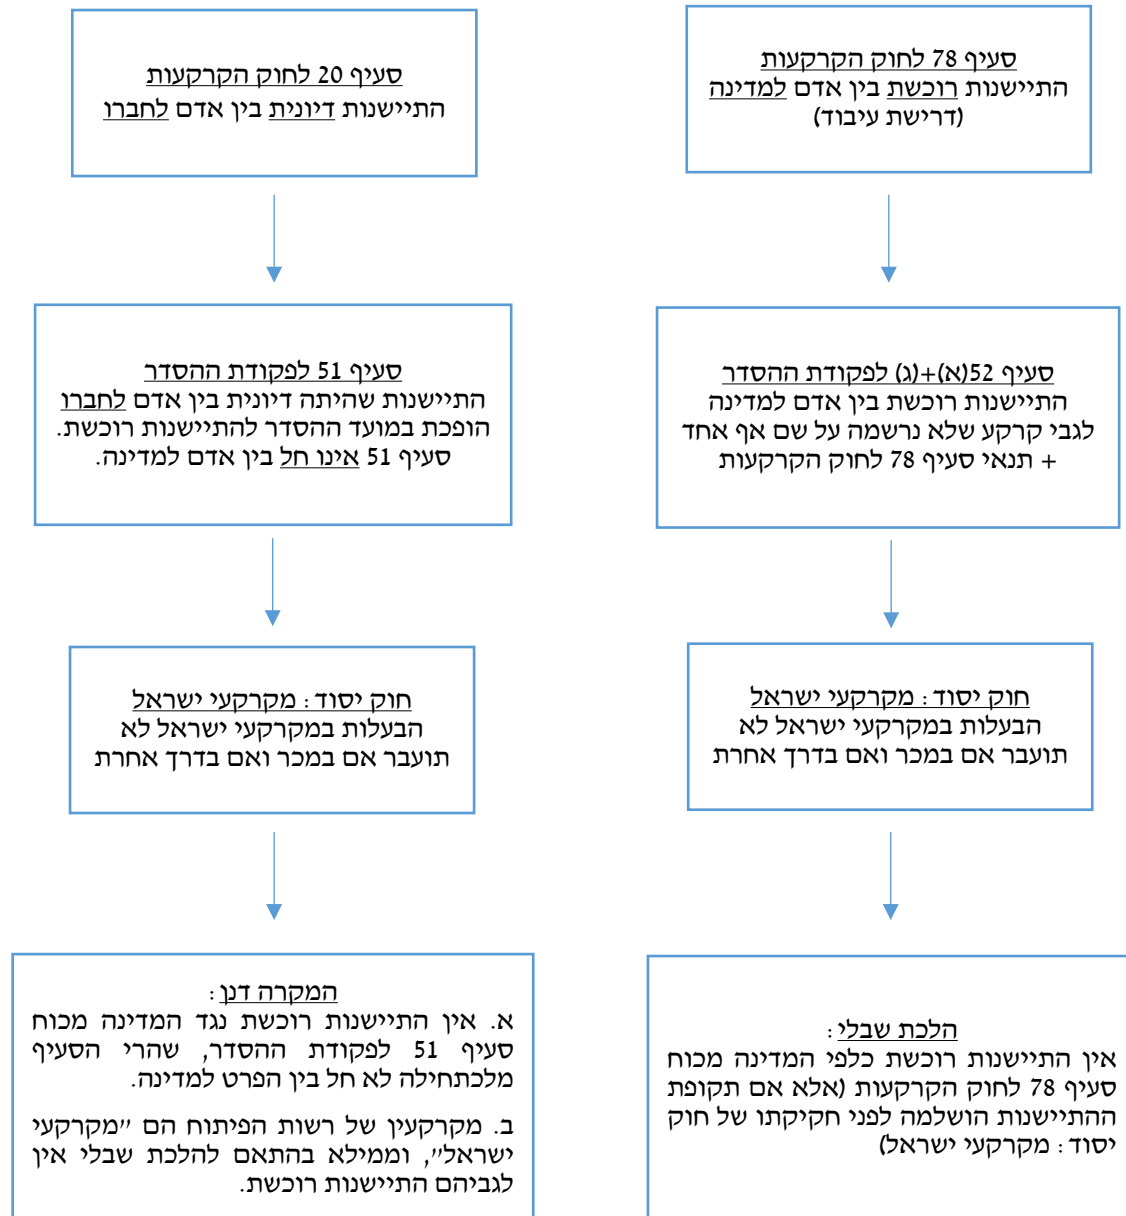 סעיף 78 לחוק הקרקעות
התיישנות רוכשת בין אדם למדינה
(דרישת עיבוד)
סעיף 52(א)+(ג) לפקודת ההסדר
התיישנות רוכשת בין אדם למדינה
לגבי קרקע שלא נרשמה על שם אף אחד
+ תנאי סעיף 78 לחוק הקרקעות
חוק יסוד: מקרקעי ישראל
הבעלות במקרקעי ישראל לא
תועבר אם במכר ואם בדרך אחרת
הלכת שבלי:
אין התיישנות רוכשת כלפי המדינה מכוח
סעיף 78 לחוק הקרקעות (אלא אם תקופת
ההתיישנות הושלמה לפני חקיקתו של חוק
יסוד: מקרקעי ישראל)
סעיף 20 לחוק הקרקעות
התיישנות דיונית בין אדם לחברו
סעיף 51 לפקודת ההסדר
התיישנות שהיתה דיונית בין אדם לחברו
הופכת במועד ההסדר להתיישנות רוכשת.
סעיף 51 אינו חל בין אדם למדינה.
חוק יסוד: מקרקעי ישראל
הבעלות במקרקעי ישראל לא
תועבר אם במכר ואם בדרך אחרת
המקרה דנן:
א. אין התיישנות רוכשת נגד המדינה מכוח
סעיף 51 לפקודת ההסדר, שהרי הסעיף
מלכתחילה לא חל בין הפרט למדינה.
ב. מקרקעין של רשות הפיתוח הם "מקרקעי
ישראל", וממילא בהתאם להלכת שבלי אין
לגביהם התיישנות רוכשת.